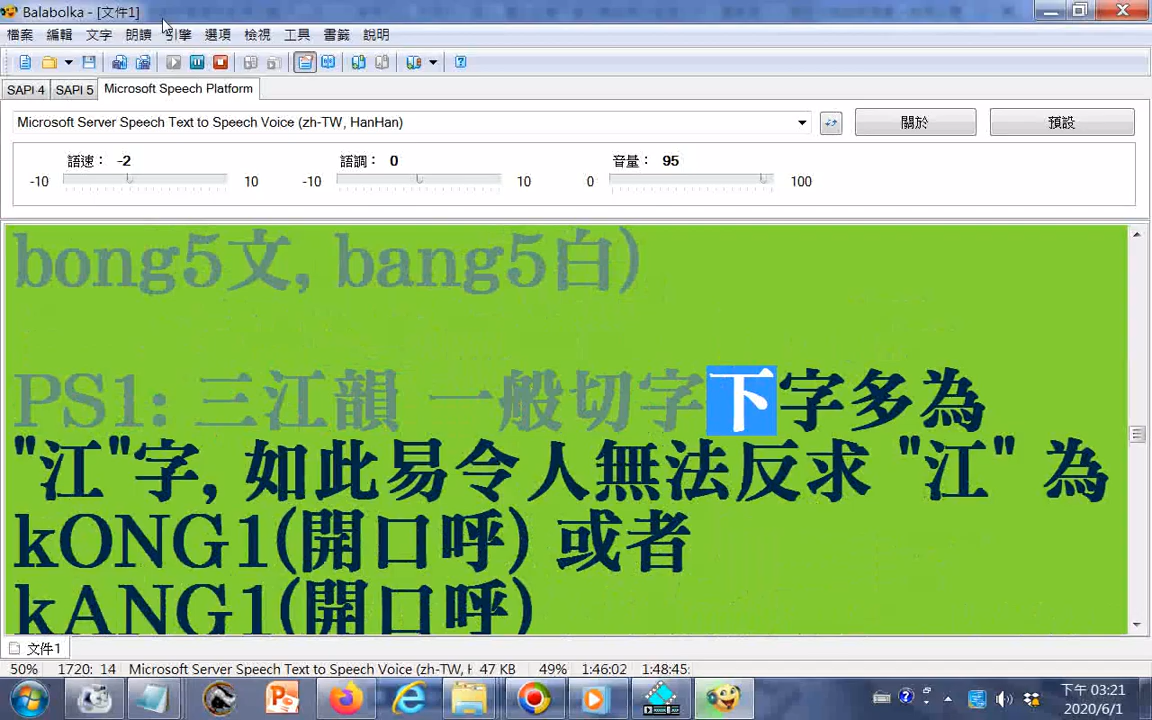 Balabolka - [文件1]
檔案 編輯 文字 朗讀 引擎 選項 檢視 工具 書籤 說明
SAPI 4 SAPI 5 Microsoft Speech Platform
Microsoft Server Speech Text to Speech Voice (zh-TW, HanHan) 關於 預設
語速： -2 語調： 0 音量： 95
-10 10 -10 10 0 100
bong5文, bang5白)
PS1: 三江韻 一般切字下字多為
"江"字, 如此易令人無法反求 "江" 為
kONG1(開口呼) 或者
kANG1(開口呼)
文件1
50% 1720: 14 Microsoft Server Speech Text to Speech Voice (zh-TW, 47 KB 49% 1:46:02 1:48:45:
下午 03:21
2020/6/1